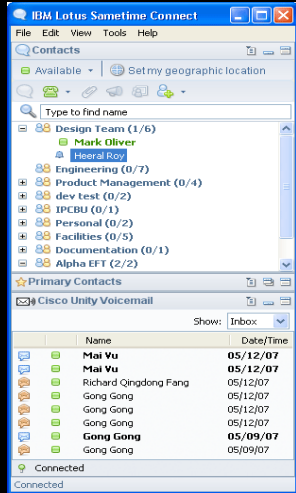 IBM Lotus Sametime Connect
File Edit View Tools Help
Contacts
Available Set my geographic location
Type to find name
Design Team (1/6)
Mark Oliver
Heeral Roy
Engineering (0/7)
Product Management (0/4)
dev test (0/2)
IPCBU (0/1)
Personal (0/2)
Facilities (0/5)
Documentation (0/1)
Alpha EFT (2/2)
Primary Contacts
Cisco Unity Voicemail
Show: Inbox
Name Date/Time
Mai Vu 05/12/07
Mai Vu 05/12/07
Richard Qingdong Fang 05/12/07
Gong Gong 05/12/07
Gong Gong 05/12/07
Gong Gong 05/12/07
Gong Gong 05/09/07
Gong Gong 05/09/07
Connected
Connected